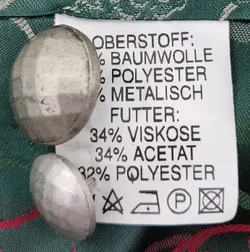 OBERSTOFF:
% BAUMWOLLE
% POLYESTER
% METALISCH
FUTTER:
34% VISKOSE
34% ACETAT
32% POLYESTER
P